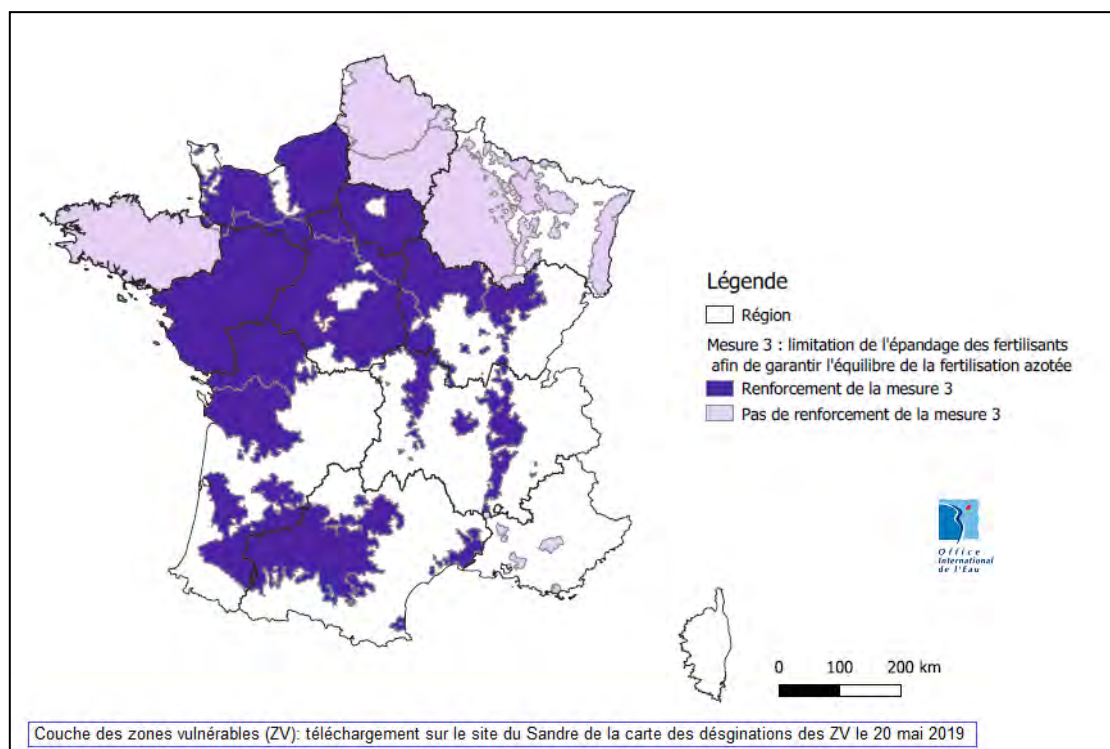 Légende
Région
Mesure 3 : limitation de l'épandage des fertilisants
afin de garantir l'équilibre de la fertilisation azotée
Renforcement de la mesure 3
Pas de renforcement de la mesure 3
Office
International
de l'Eau
0 100 200 km
Couche des zones vulnérables (ZV): téléchargement sur le site du Sandre de la carte des désginations des ZV le 20 mai 2019